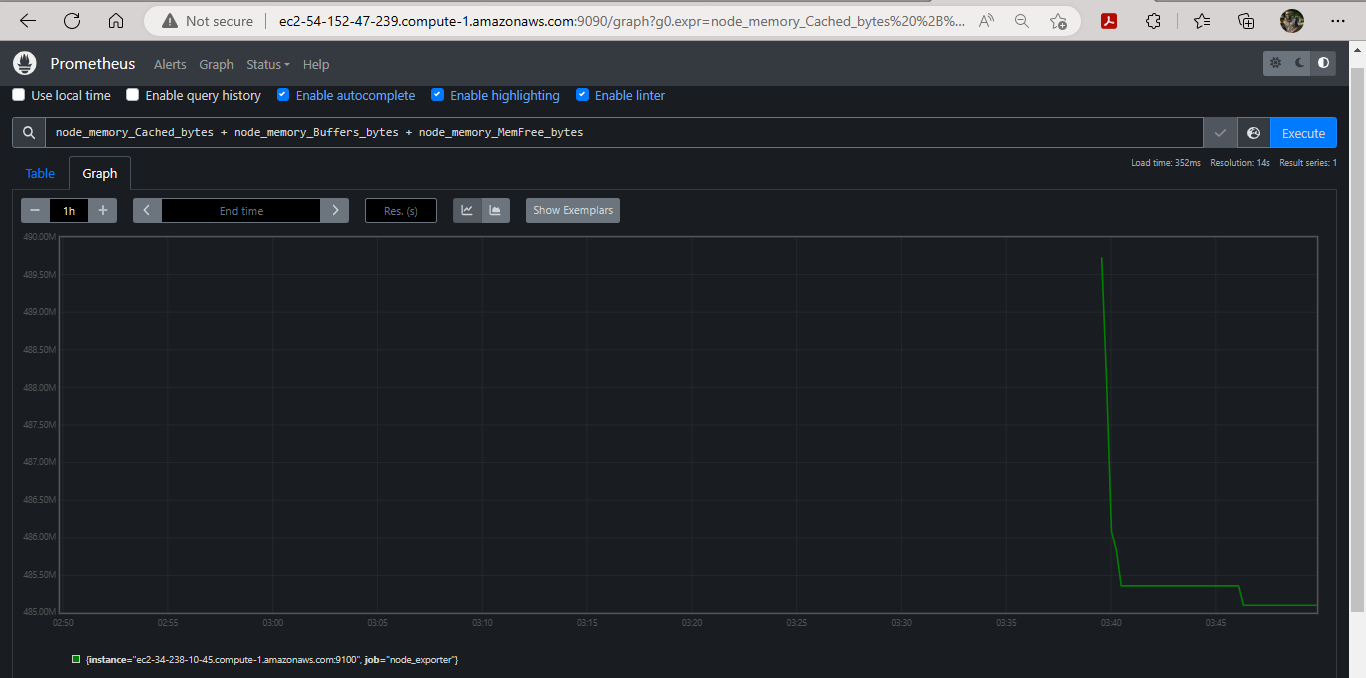 Not secure ec2-54-152-47-239.compute-1.amazonaws.com:9090/graph?g0.expr=node_memory_Cached_bytes%20%2B%...
Prometheus Alerts Graph Status Help
Use local time Enable query history Enable autocomplete Enable highlighting Enable linter
node_memory_Cached_bytes + node_memory_Buffers_bytes + node_memory_MemFree_bytes Execute
Load time: 352ms Resolution: 14s Result series: 1
Table Graph
1h End time Res. (s) Show Exemplars
490.00M
489.50M
489.00M
488.50M
488.00M
487.50M
487.00M
486.50M
486.00M
485.50M
485.00M
02:50 02:55 03:00 03:05 03:10 03:15 03:20 03:25 03:30 03:35 03:40 03:45
{instance="ec2-34-238-10-45.compute-1.amazonaws.com:9100", job="node_exporter"}